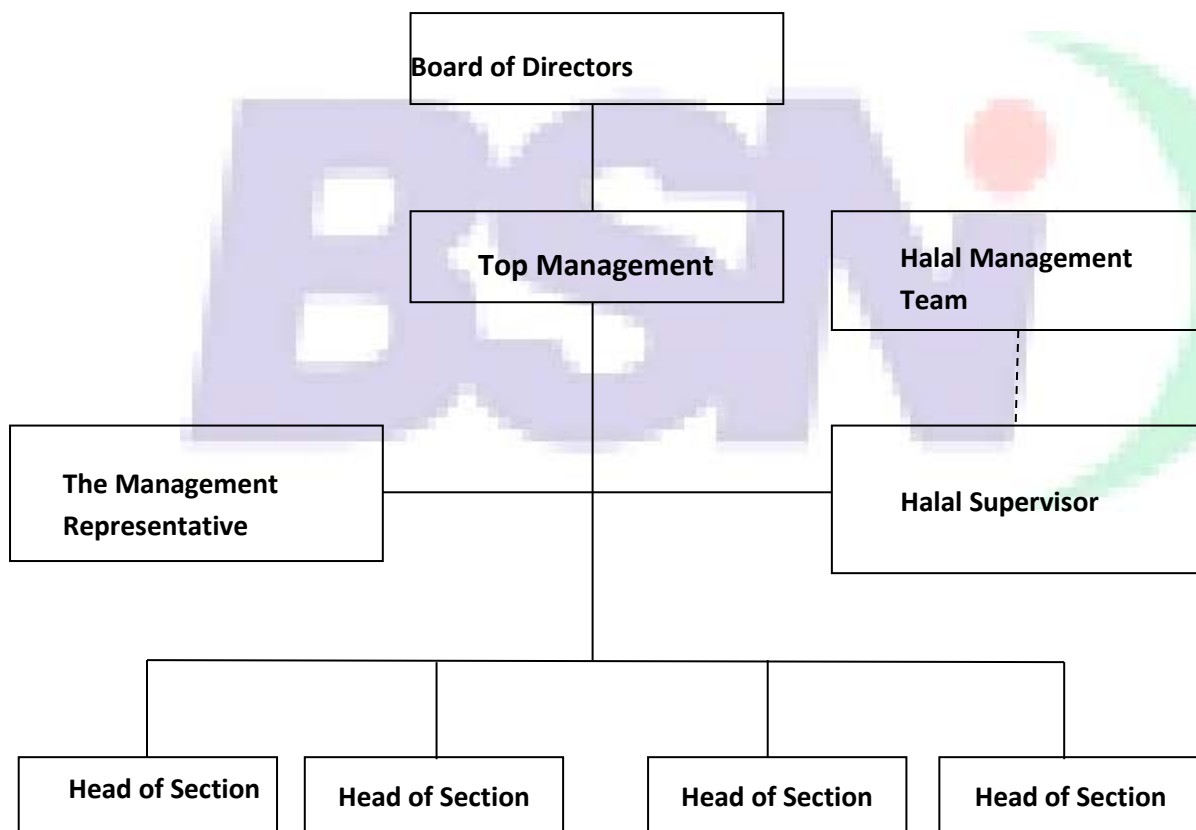 Board of Directors
Top Management
Halal Management
Team
The Management
Representative
Halal Supervisor
Head of Section
Head of Section
Head of Section
Head of Section
BSN